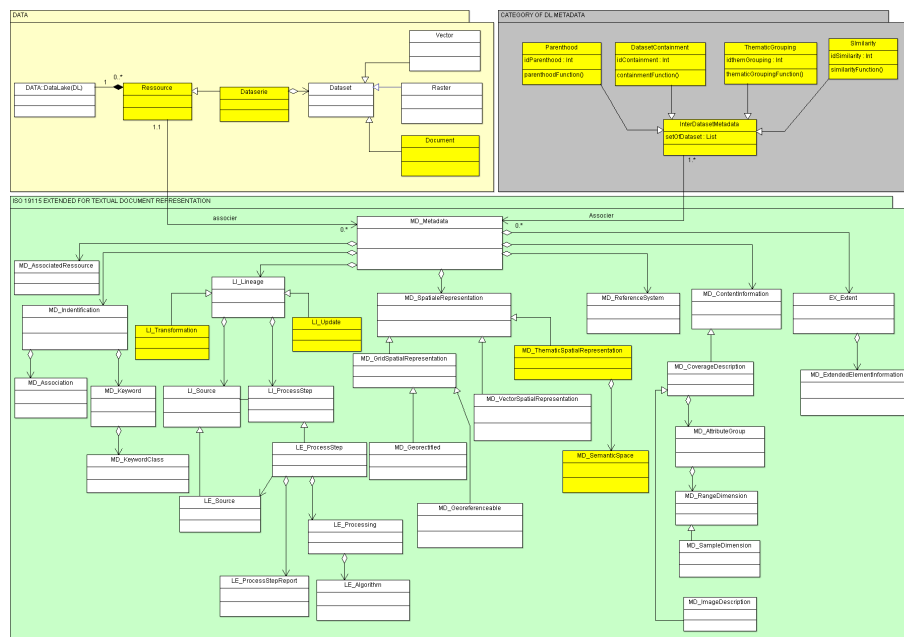 DATA
CATEGORY OF DL METADATA
Vector
DATA::DataLake(DL)
1
0..*
Ressource
Dataserie
Dataset
Raster
Document
1.1
Parenthood
idParenthood : Int
parenthoodFunction()
DatasetContainment
idContainment : Int
containmentFunction()
ThematicGrouping
idthemGrouping : Int
thematicGroupingFunction()
Similarity
idSimilarity : Int
similarityFunction()
InterDatasetMetadata
setOfDataset : List
1.*
ISO 19115 EXTENDED FOR TEXTUAL DOCUMENT REPRESENTATION
associer
0..*
MD_Metadata
Associer
0..*
MD_AssociatedRessource
LI_Lineage
MD_Indentification
LI_Transformation
LI_Update
MD_SpatialeRepresentation
MD_ReferenceSystem
MD_ContentInformation
EX_Extent
MD_GridSpatialRepresentation
MD_ThematicSpatialRepresentation
MD_CoverageDescription
MD_ExtendedElementInformation
MD_Association
MD_Keyword
LI_Source
LI_ProcessStep
MD_VectorSpatialRepresentation
MD_AttributeGroup
MD_KeywordClass
LE_ProcessStep
MD_Georectified
MD_SemanticSpace
MD_RangeDimension
LE_Source
MD_Georeferenceable
LE_Processing
MD_SampleDimension
LE_ProcessStepReport
LE_Algorithm
MD_ImageDescription